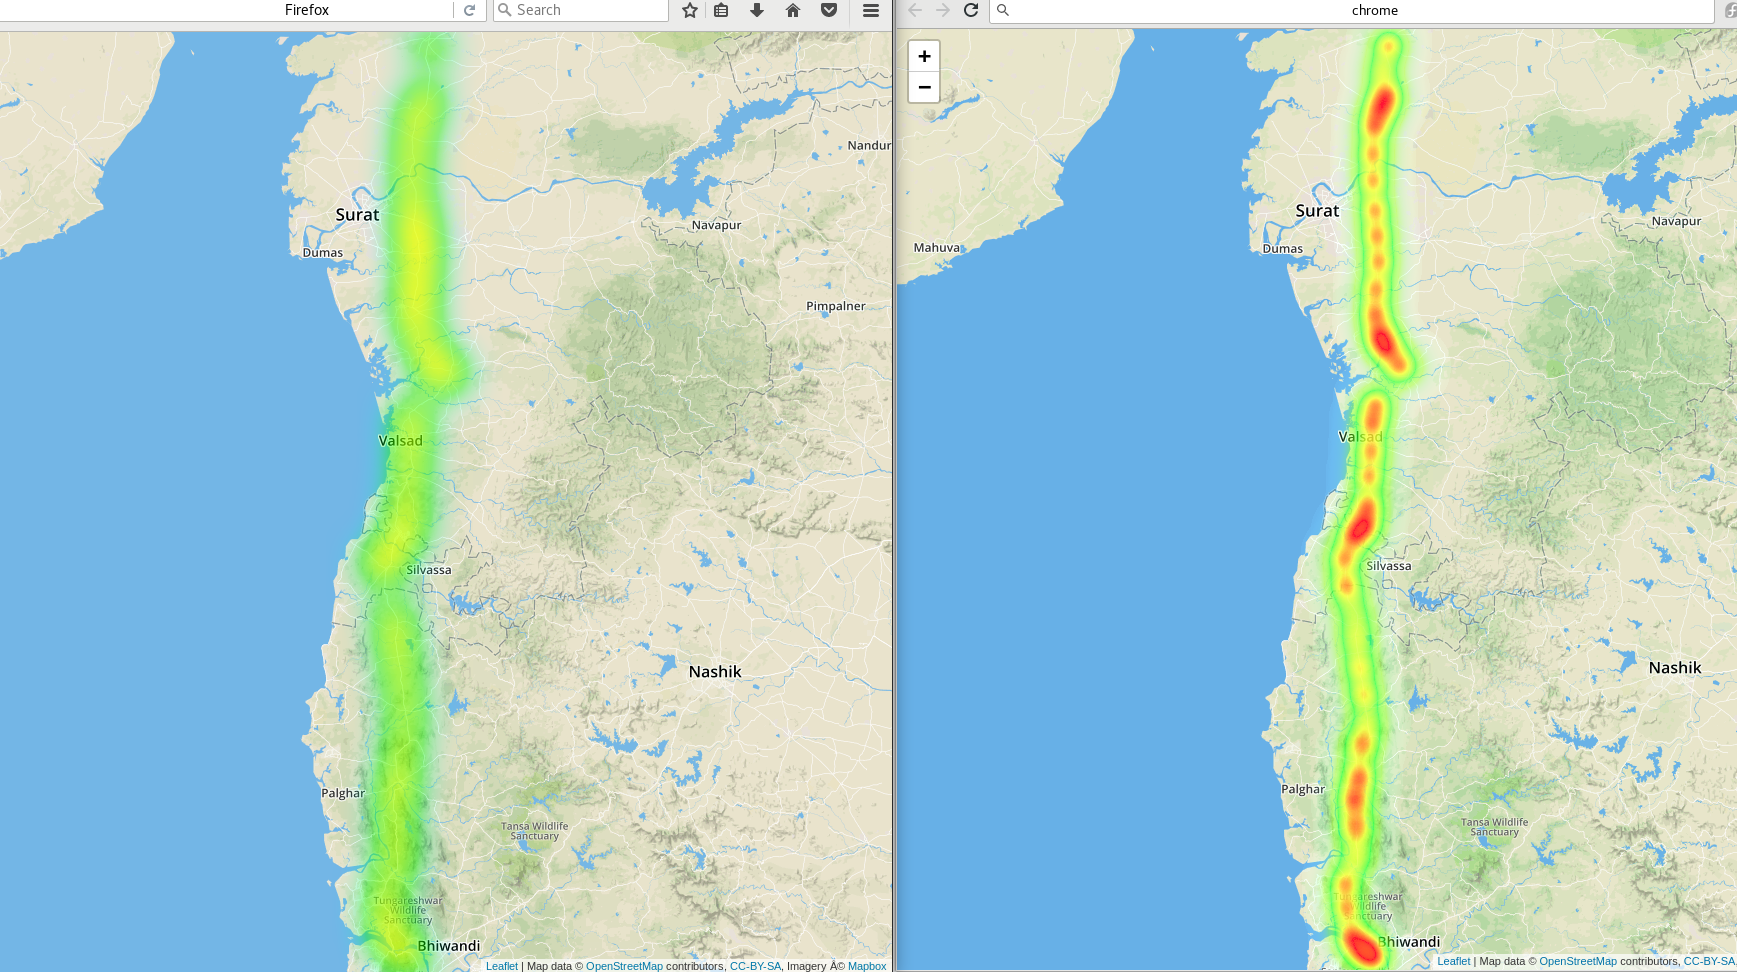 Firefox
Search
Nandur
Surat
Navapur
Dumas
Pimpalner
Valsad
Silvassa
Nashik
Palghar
Tansa Wildlife
Sanctuary
Tungareshwar
Wildlife
Sanctuary
Bhiwandi
Leaflet | Map data © OpenStreetMap contributors, CC-BY-SA, Imagery Â© Mapbox
chrome
+
−
Surat
Navapur
Mahuva
Dumas
Valsad
Silvassa
Nashik
Palghar
Tansa Wildlife
Sanctuary
Tungareshwar
Wildlife
Sanctuary
Bhiwandi
Leaflet | Map data © OpenStreetMap contributors, CC-BY-SA,